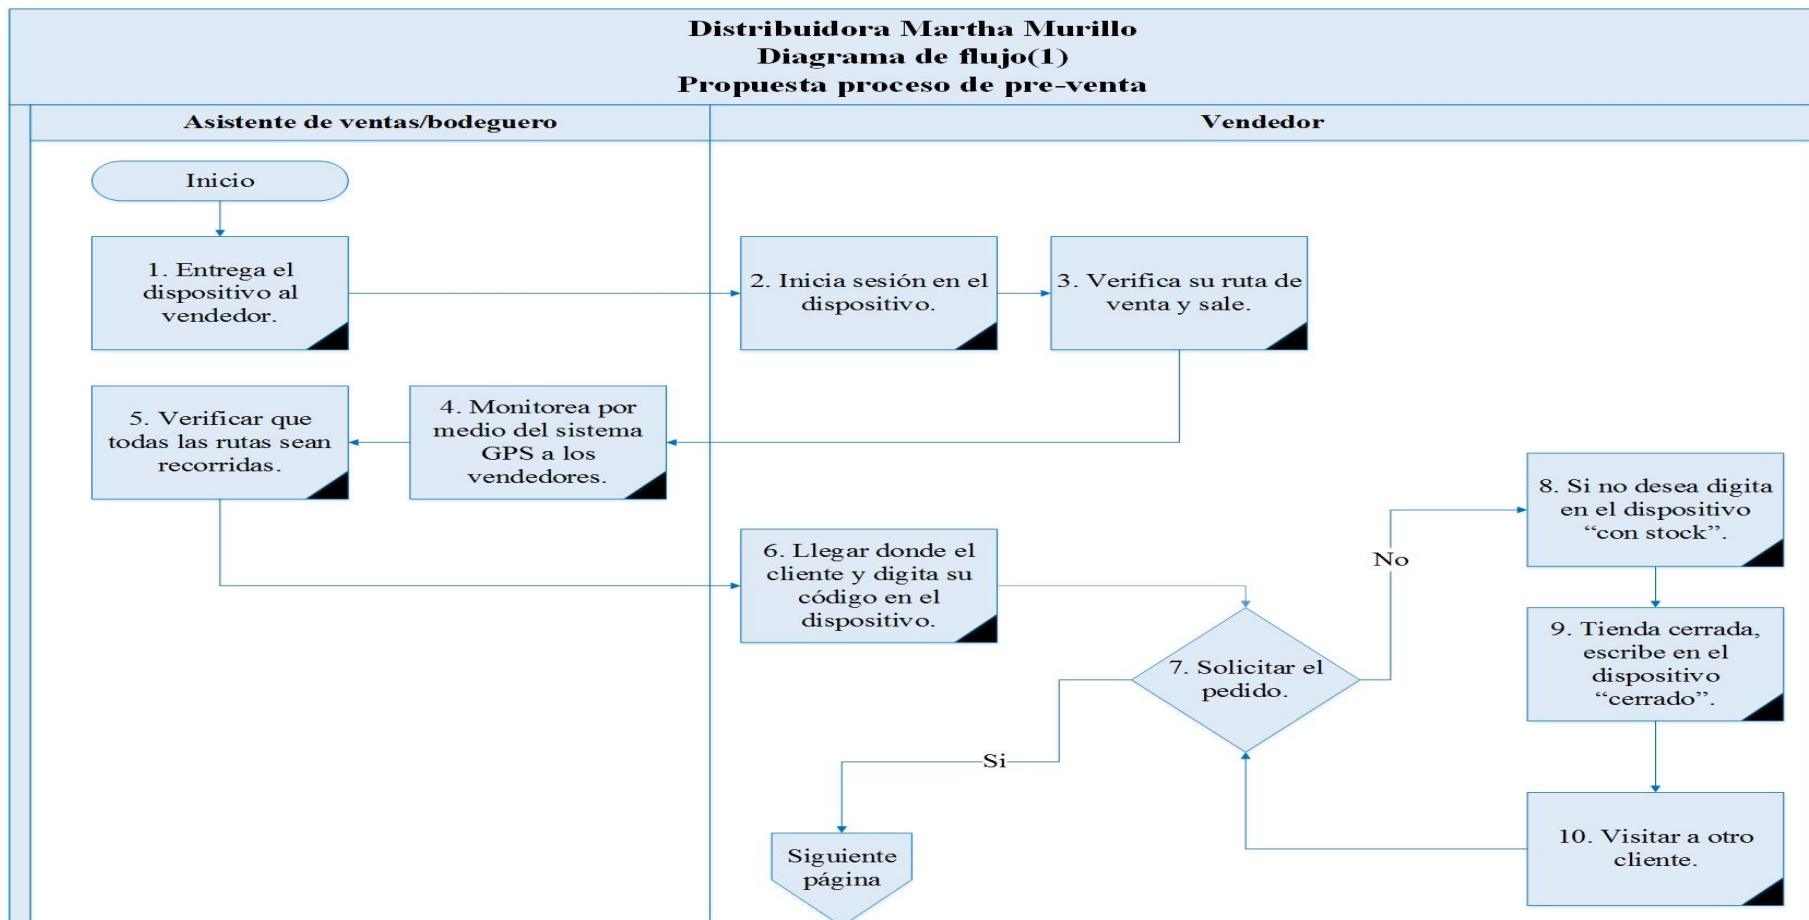 Distribuidora Martha Murillo
Diagrama de flujo(1)
Propuesta proceso de pre-venta
Asistente de ventas/bodeguero
Vendedor
Inicio
1. Entrega el
dispositivo al
vendedor.
2. Inicia sesión en el
dispositivo.
3. Verifica su ruta de
venta y sale.
4. Monitorea por
medio del sistema
GPS a los
vendedores.
5. Verificar que
todas las rutas sean
recorridas.
6. Llegar donde el
cliente y digita su
código en el
dispositivo.
7. Solicitar el
pedido.
No
8. Si no desea digita
en el dispositivo
“con stock”.
9. Tienda cerrada,
escribe en el
dispositivo
“cerrado”.
10. Visitar a otro
cliente.
Si
Siguiente
página